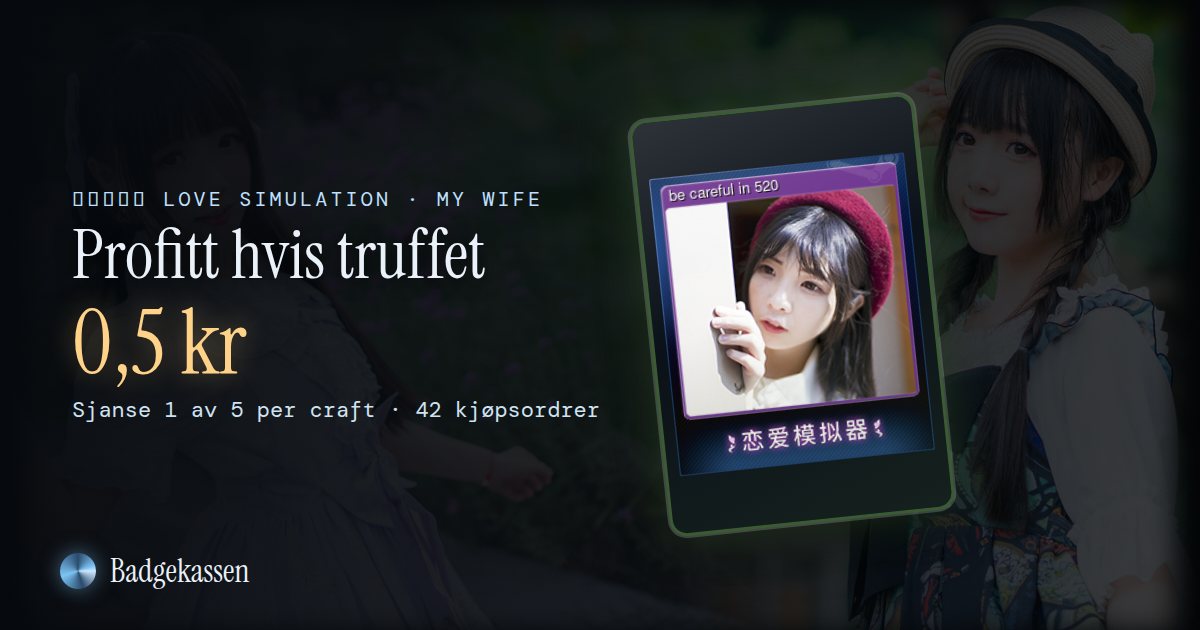 LOVE SIMULATION · MY WIFE
Profitt hvis truffet
0,5 kr
Sjanse 1 av 5 per craft · 42 kjøpsordrer
be careful in 520
恋爱模拟器
Badgekassen